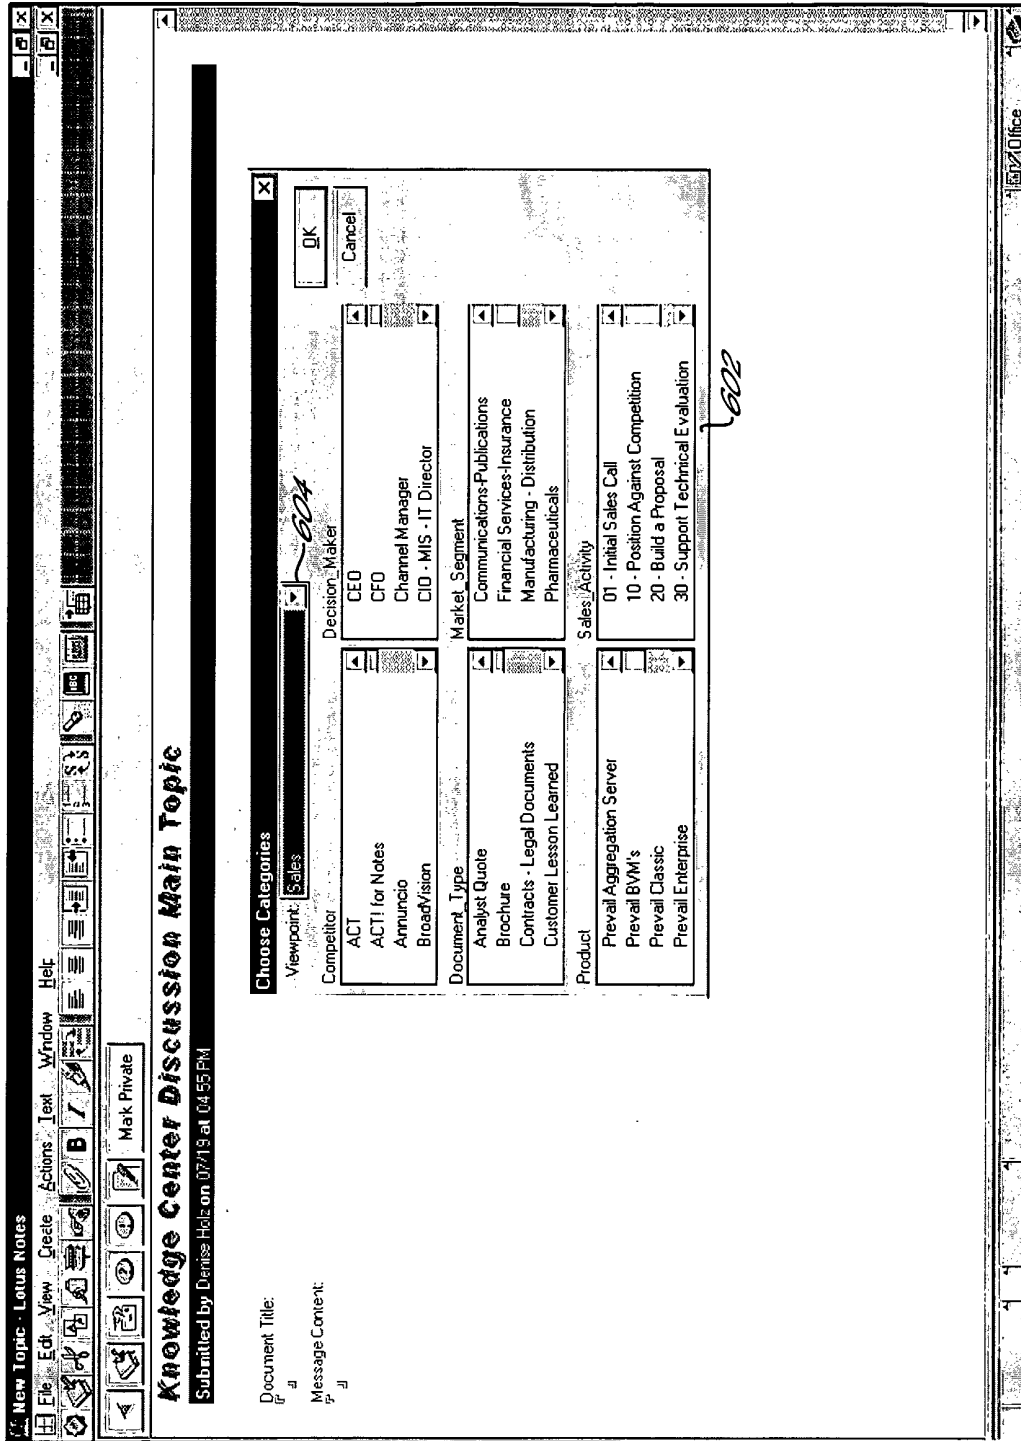 New Topic - Lotus Notes
File Edit View Create Actions Text Window Help
Mark Private
Knowledge Center Discussion Main Topic
Submitted by Denise Holz on 07/19 at 04:55 PM
Document Title:
Message Content:
Choose Categories
Viewpoint: Sales
604
OK
Cancel
Competitor
ACT
ACT! for Notes
Annuncio
BroadVision
Decision_Maker
CEO
CFO
Channel Manager
CIO - MIS - IT Director
Document_Type
Analyst Quote
Brochure
Contracts - Legal Documents
Customer Lesson Learned
Market_Segment
Communications-Publications
Financial Services-Insurance
Manufacturing - Distribution
Pharmaceuticals
Product
Prevail Aggregation Server
Prevail BVM's
Prevail Classic
Prevail Enterprise
Sales_Activity
01 - Initial Sales Call
10 - Position Against Competition
20 - Build a Proposal
30 - Support Technical Evaluation
602
Office